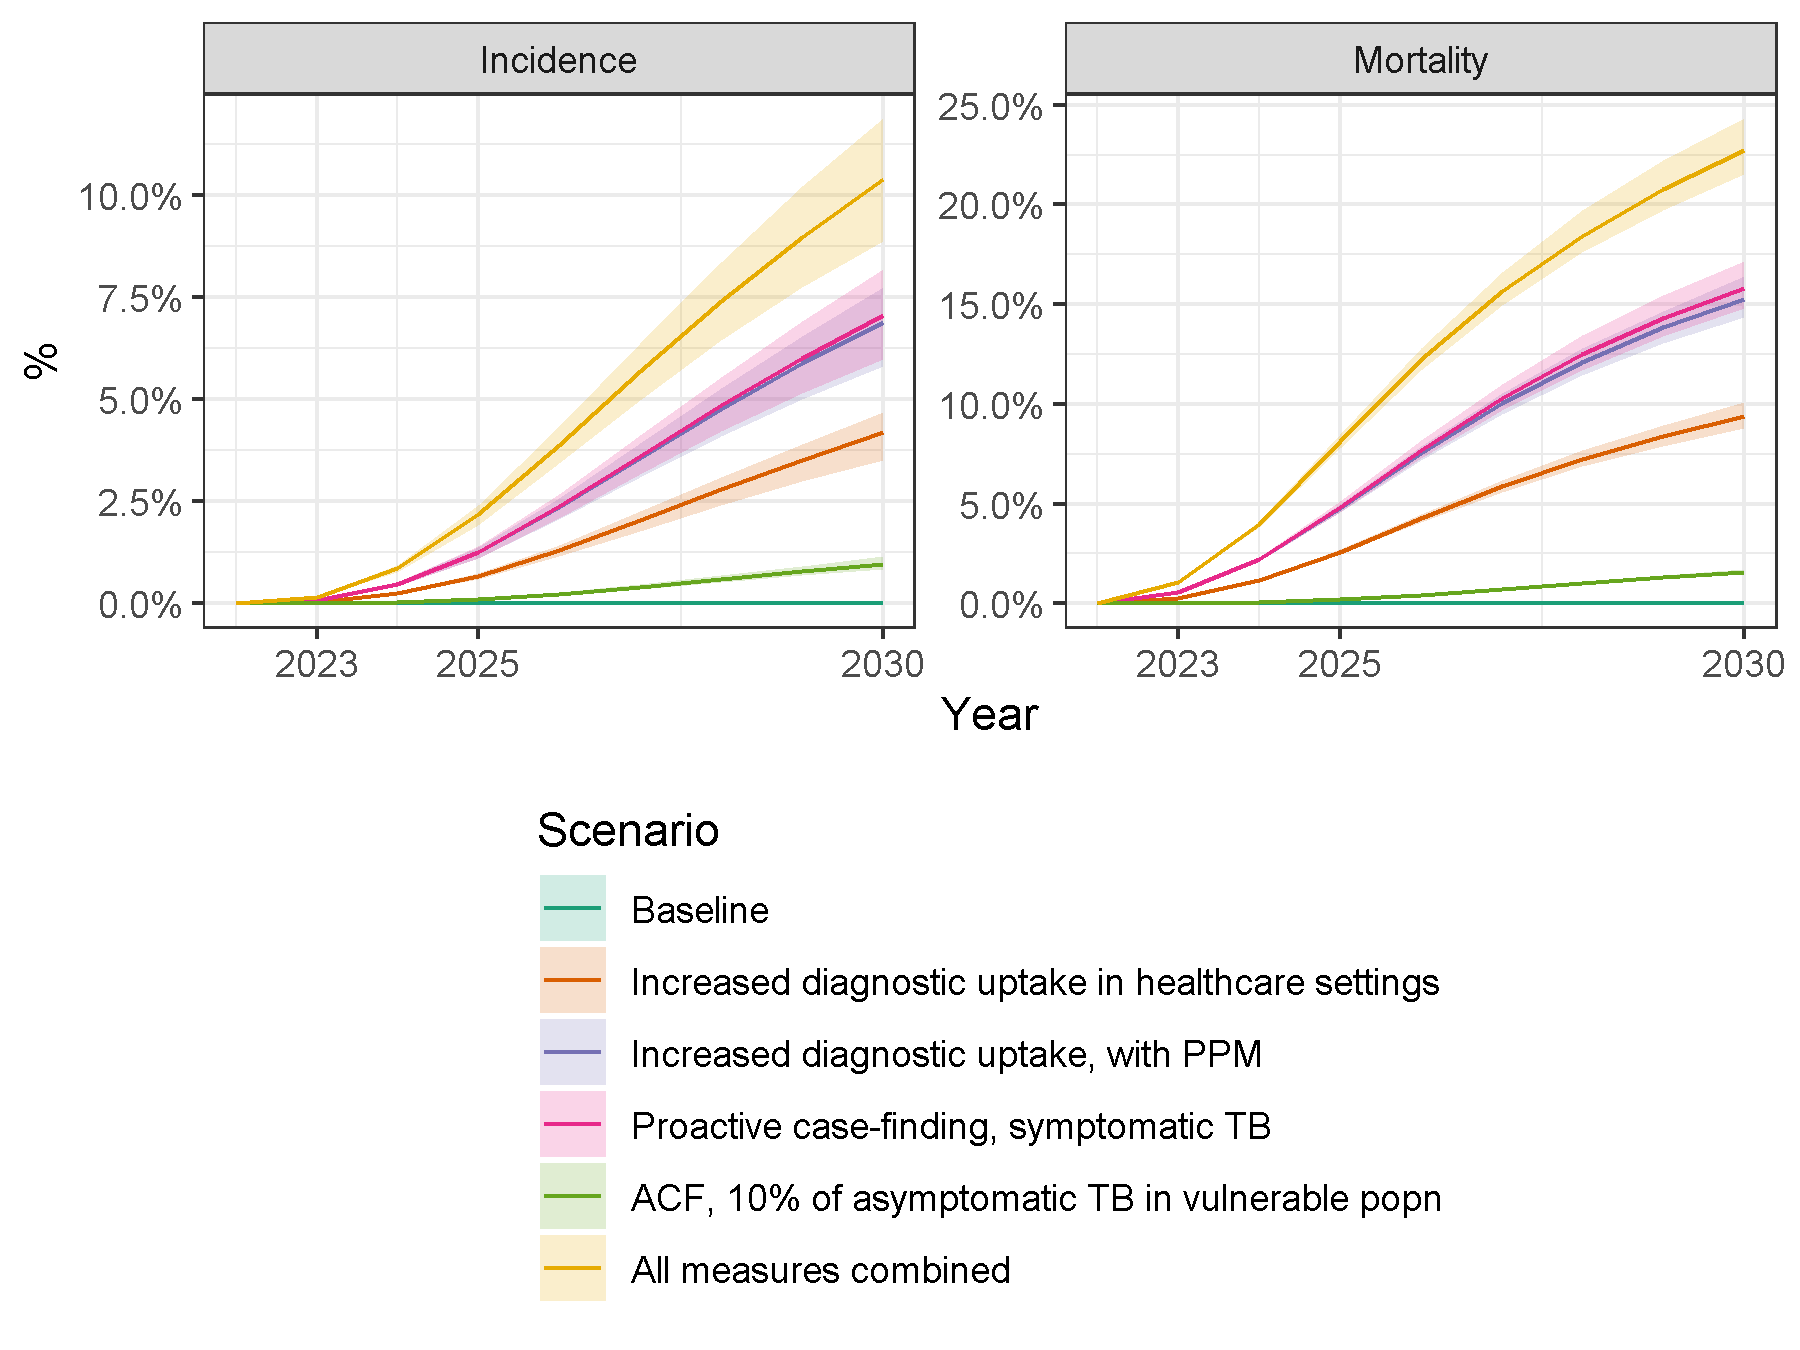 Incidence
Mortality
%
10.0%
7.5%
5.0%
2.5%
0.0%
2023
2025
2030
25.0%
20.0%
15.0%
10.0%
5.0%
0.0%
2023
2025
2030
Year
Scenario
Baseline
Increased diagnostic uptake in healthcare settings
Increased diagnostic uptake, with PPM
Proactive case-finding, symptomatic TB
ACF, 10% of asymptomatic TB in vulnerable popn
All measures combined